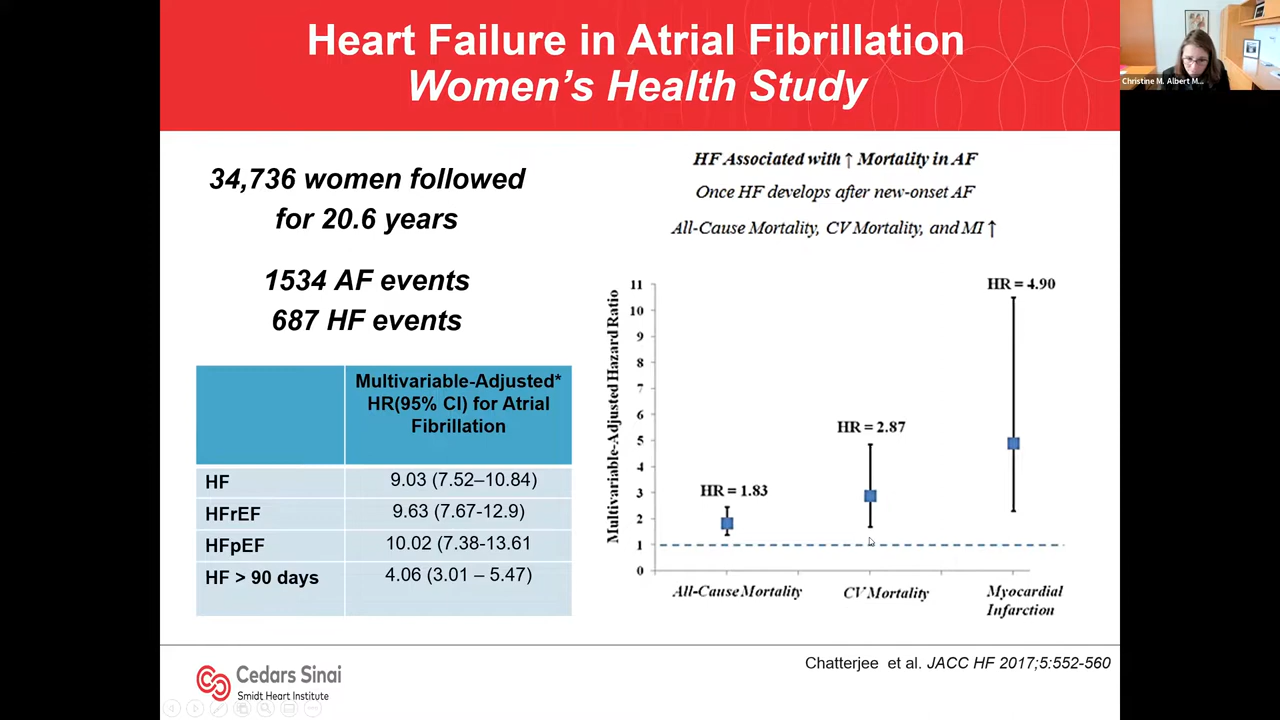 Heart Failure in Atrial Fibrillation
Women's Health Study
Christine M. Albert M...
34,736 women followed
for 20.6 years
1534 AF events
687 HF events
Multivariable-Adjusted*
HR(95% CI) for Atrial
Fibrillation
HF 9.03 (7.52–10.84)
HFrEF 9.63 (7.67-12.9)
HFpEF 10.02 (7.38-13.61
HF > 90 days 4.06 (3.01 – 5.47)
HF Associated with ↑ Mortality in AF
Once HF develops after new-onset AF
All-Cause Mortality, CV Mortality, and MI ↑
Multivariable-Adjusted Hazard Ratio
11
10
9
8
7
6
5
4
3
2
1
0
HR = 1.83
HR = 2.87
HR = 4.90
All-Cause Mortality
CV Mortality
Myocardial
Infarction
Chatterjee et al. JACC HF 2017;5:552-560
Cedars Sinai
Smidt Heart Institute